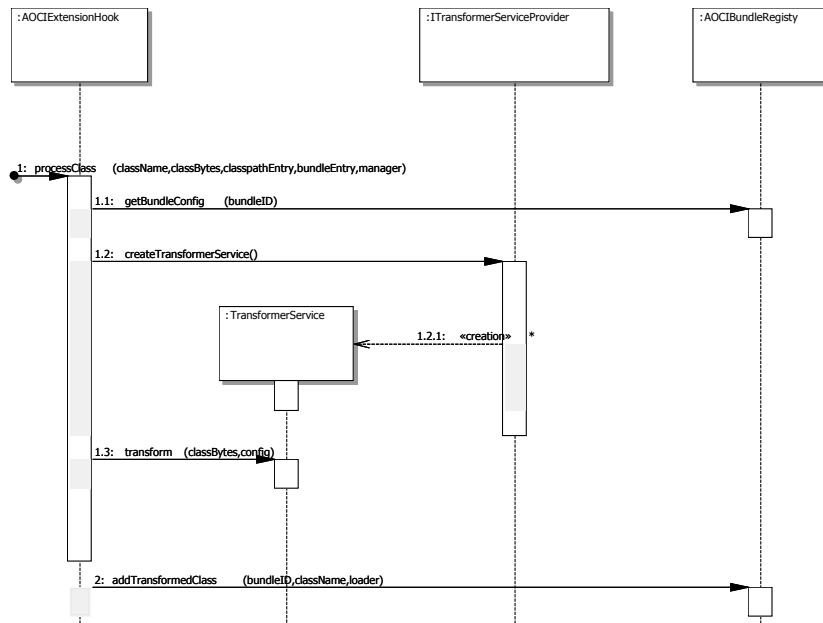 :AOCIExtensionHook :ITransformerServiceProvider :AOCIBundleRegisty
1: processClass (className,classBytes,classpathEntry,bundleEntry,manager)
1.1: getBundleConfig (bundleID)
1.2: createTransformerService()
:TransformerService
1.2.1: «creation» *
1.3: transform (classBytes,config)
2: addTransformedClass (bundleID,className,loader)